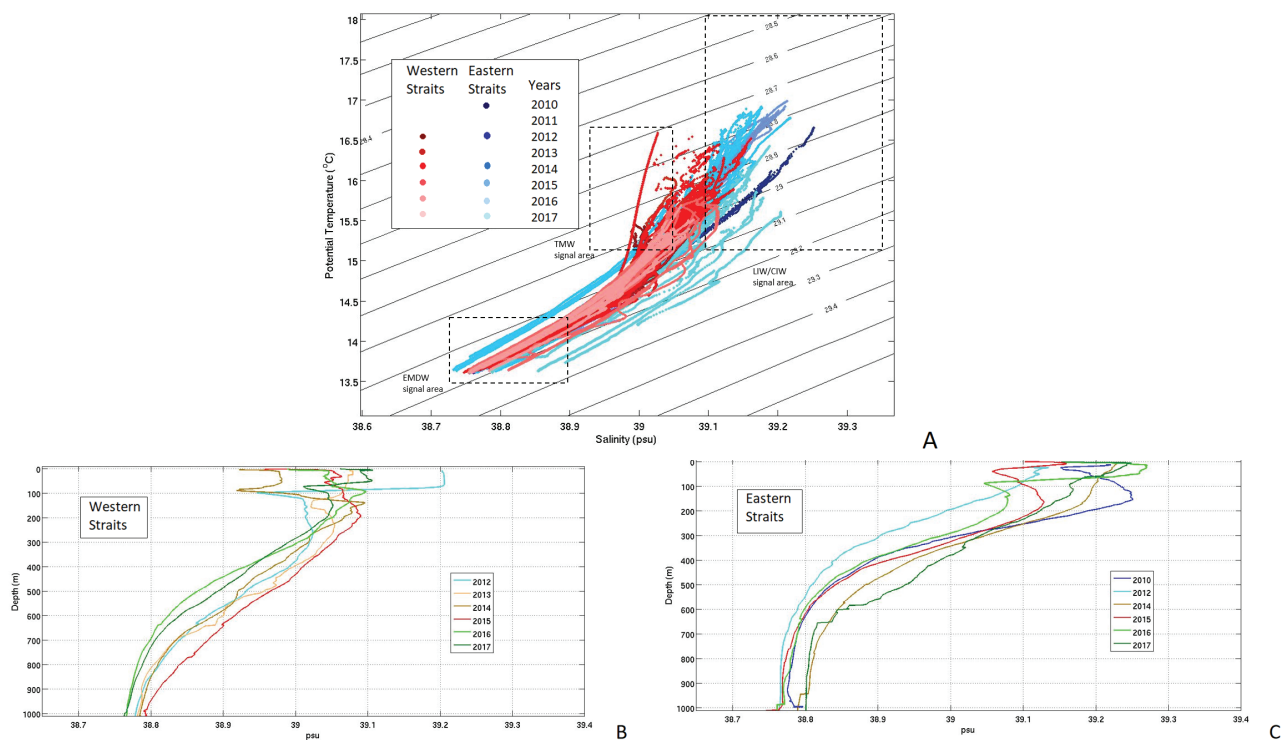 18
17.5
17
16.5
16
15.5
15
14.5
14
13.5
Potential Temperature (°C)
38.6 38.7 38.8 38.9 39 39.1 39.2 39.3
Salinity (psu)
Western Straits
Eastern Straits
Years
2010
2011
2012
2013
2014
2015
2016
2017
28.4
28.5
28.6
28.7
28.8
28.9
29
29.1
29.2
29.3
29.4
TMW
signal area
LIW/CIW
signal area
EMDW
signal area
A
Western
Straits
0
100
200
300
400
500
600
700
800
900
1000
Depth (m)
38.7 38.8 38.9 39 39.1 39.2 39.3 39.4
psu
2012
2013
2014
2015
2016
2017
B
Eastern
Straits
0
100
200
300
400
500
600
700
800
900
1000
Depth (m)
38.7 38.8 38.9 39 39.1 39.2 39.3 39.4
psu
2010
2012
2014
2015
2016
2017
C